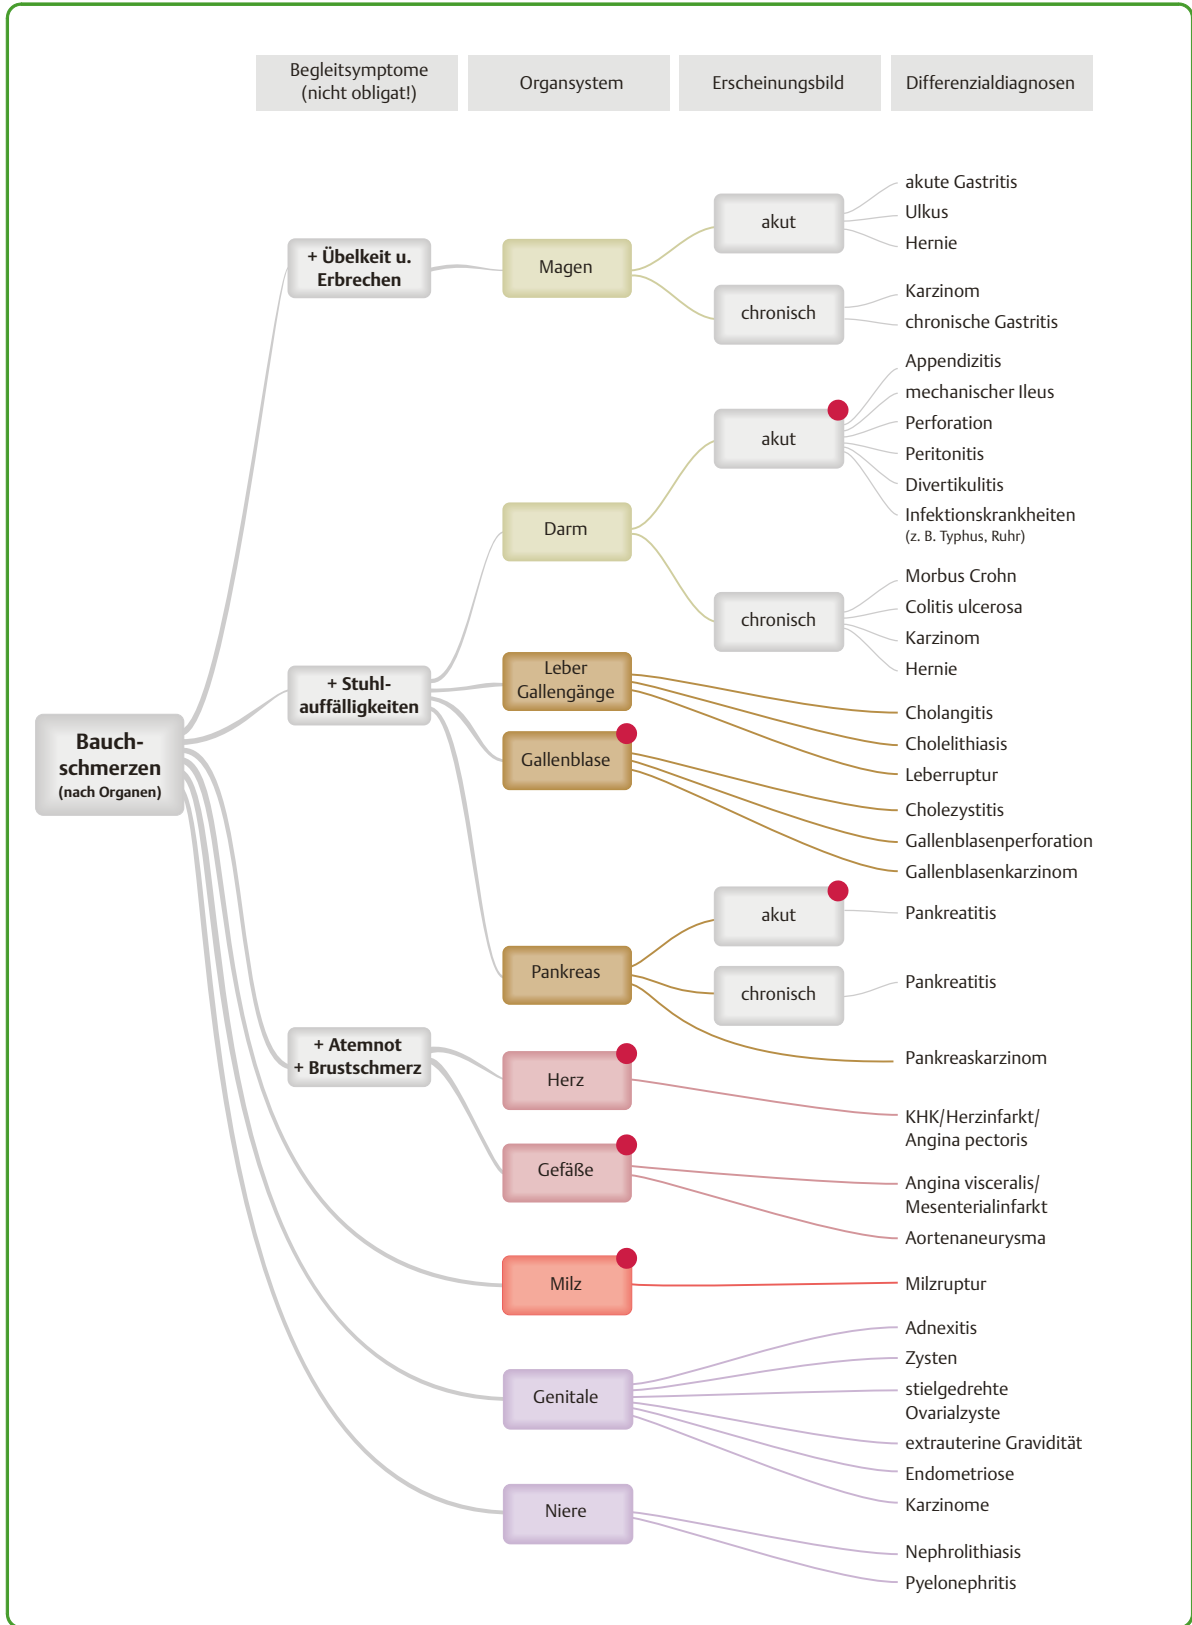 Begleitsymptome
(nicht obligat!)
Organsystem
Erscheinungsbild
Differenzialdiagnosen
Bauch-
schmerzen
(nach Organen)
+ Übelkeit u.
Erbrechen
Magen
akut
akute Gastritis
Ulkus
Hernie
chronisch
Karzinom
chronische Gastritis
+ Stuhl-
auffälligkeiten
Darm
akut
Appendizitis
mechanischer Ileus
Perforation
Peritonitis
Divertikulitis
Infektionskrankheiten
(z. B. Typhus, Ruhr)
chronisch
Morbus Crohn
Colitis ulcerosa
Karzinom
Hernie
Leber
Gallengänge
Cholangitis
Cholelithiasis
Leberruptur
Gallenblase
Cholezystitis
Gallenblasenperforation
Gallenblasenkarzinom
Pankreas
akut
Pankreatitis
chronisch
Pankreatitis
Pankreaskarzinom
+ Atemnot
+ Brustschmerz
Herz
KHK/Herzinfarkt/
Angina pectoris
Gefäße
Angina visceralis/
Mesenterialinfarkt
Aortenaneurysma
Milz
Milzruptur
Genitale
Adnexitis
Zysten
stielgedrehte
Ovarialzyste
extrauterine Gravidität
Endometriose
Karzinome
Niere
Nephrolithiasis
Pyelonephritis